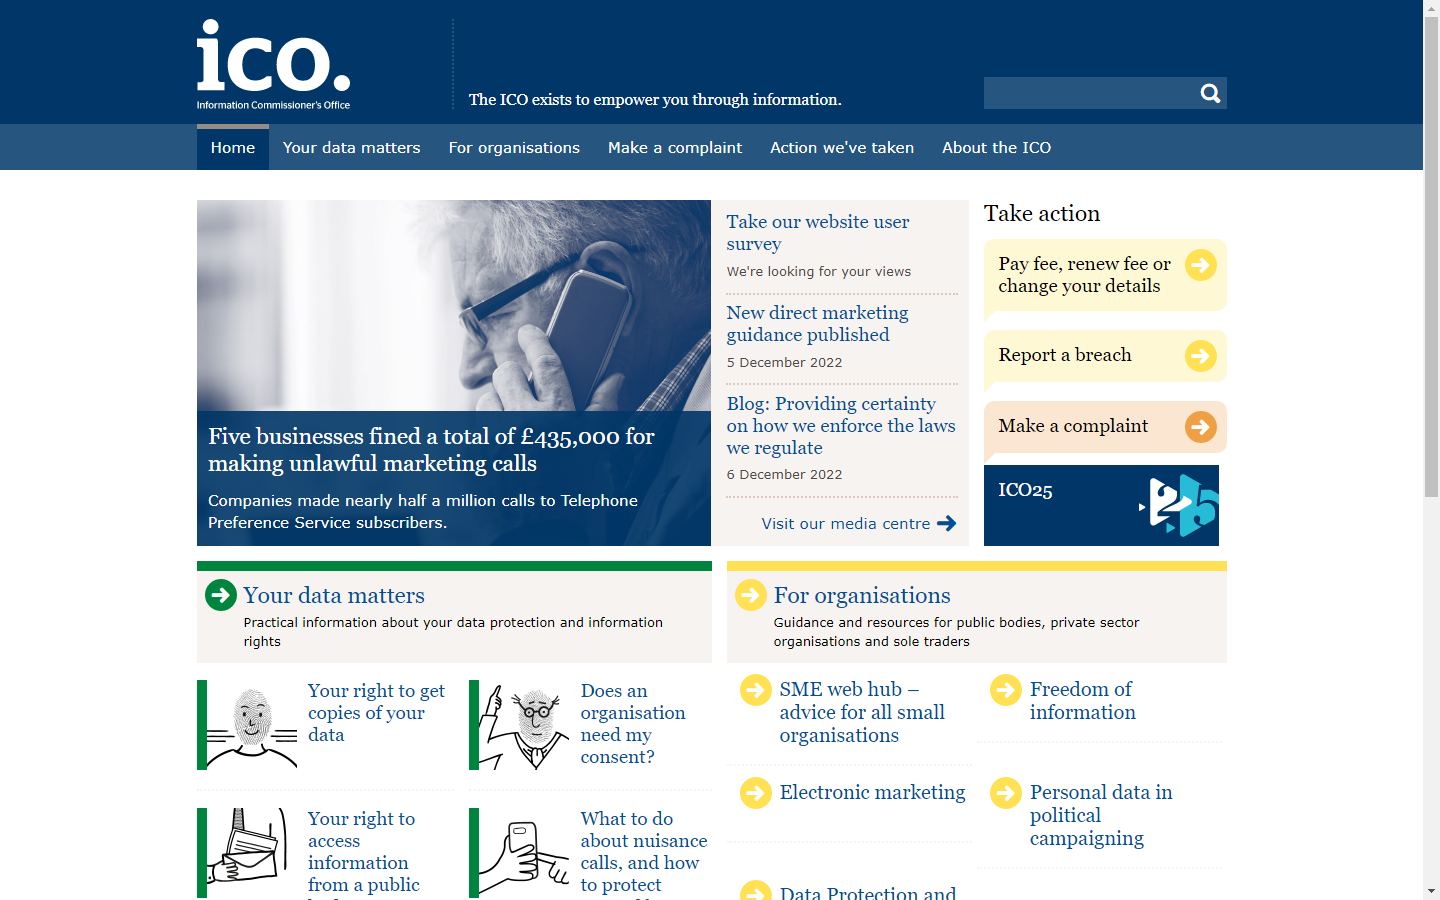 ico.
Information Commissioner's Office
The ICO exists to empower you through information.
Home
Your data matters
For organisations
Make a complaint
Action we've taken
About the ICO
Five businesses fined a total of £435,000 for
making unlawful marketing calls
Companies made nearly half a million calls to Telephone
Preference Service subscribers.
Take our website user
survey
We're looking for your views
New direct marketing
guidance published
5 December 2022
Blog: Providing certainty
on how we enforce the laws
we regulate
6 December 2022
Visit our media centre
Take action
Pay fee, renew fee or
change your details
Report a breach
Make a complaint
ICO25
25
Your data matters
Practical information about your data protection and information
rights
Your right to get
copies of your
data
Does an
organisation
need my
consent?
Your right to
access
information
from a public
What to do
about nuisance
calls, and how
to protect
For organisations
Guidance and resources for public bodies, private sector
organisations and sole traders
SME web hub –
advice for all small
organisations
Freedom of
information
Electronic marketing
Personal data in
political
campaigning
Data Protection and